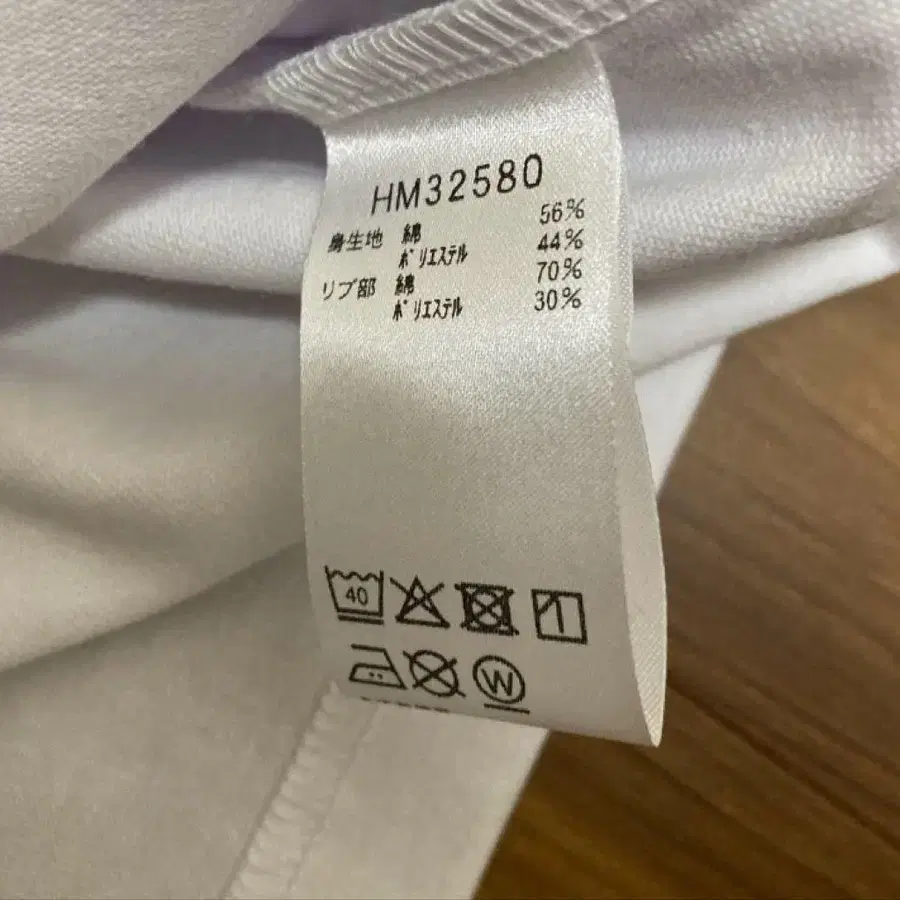 HM32580
身生地 綿 56%
ポリエステル 44%
リブ部 綿 70%
ポリエステル 30%
40
W